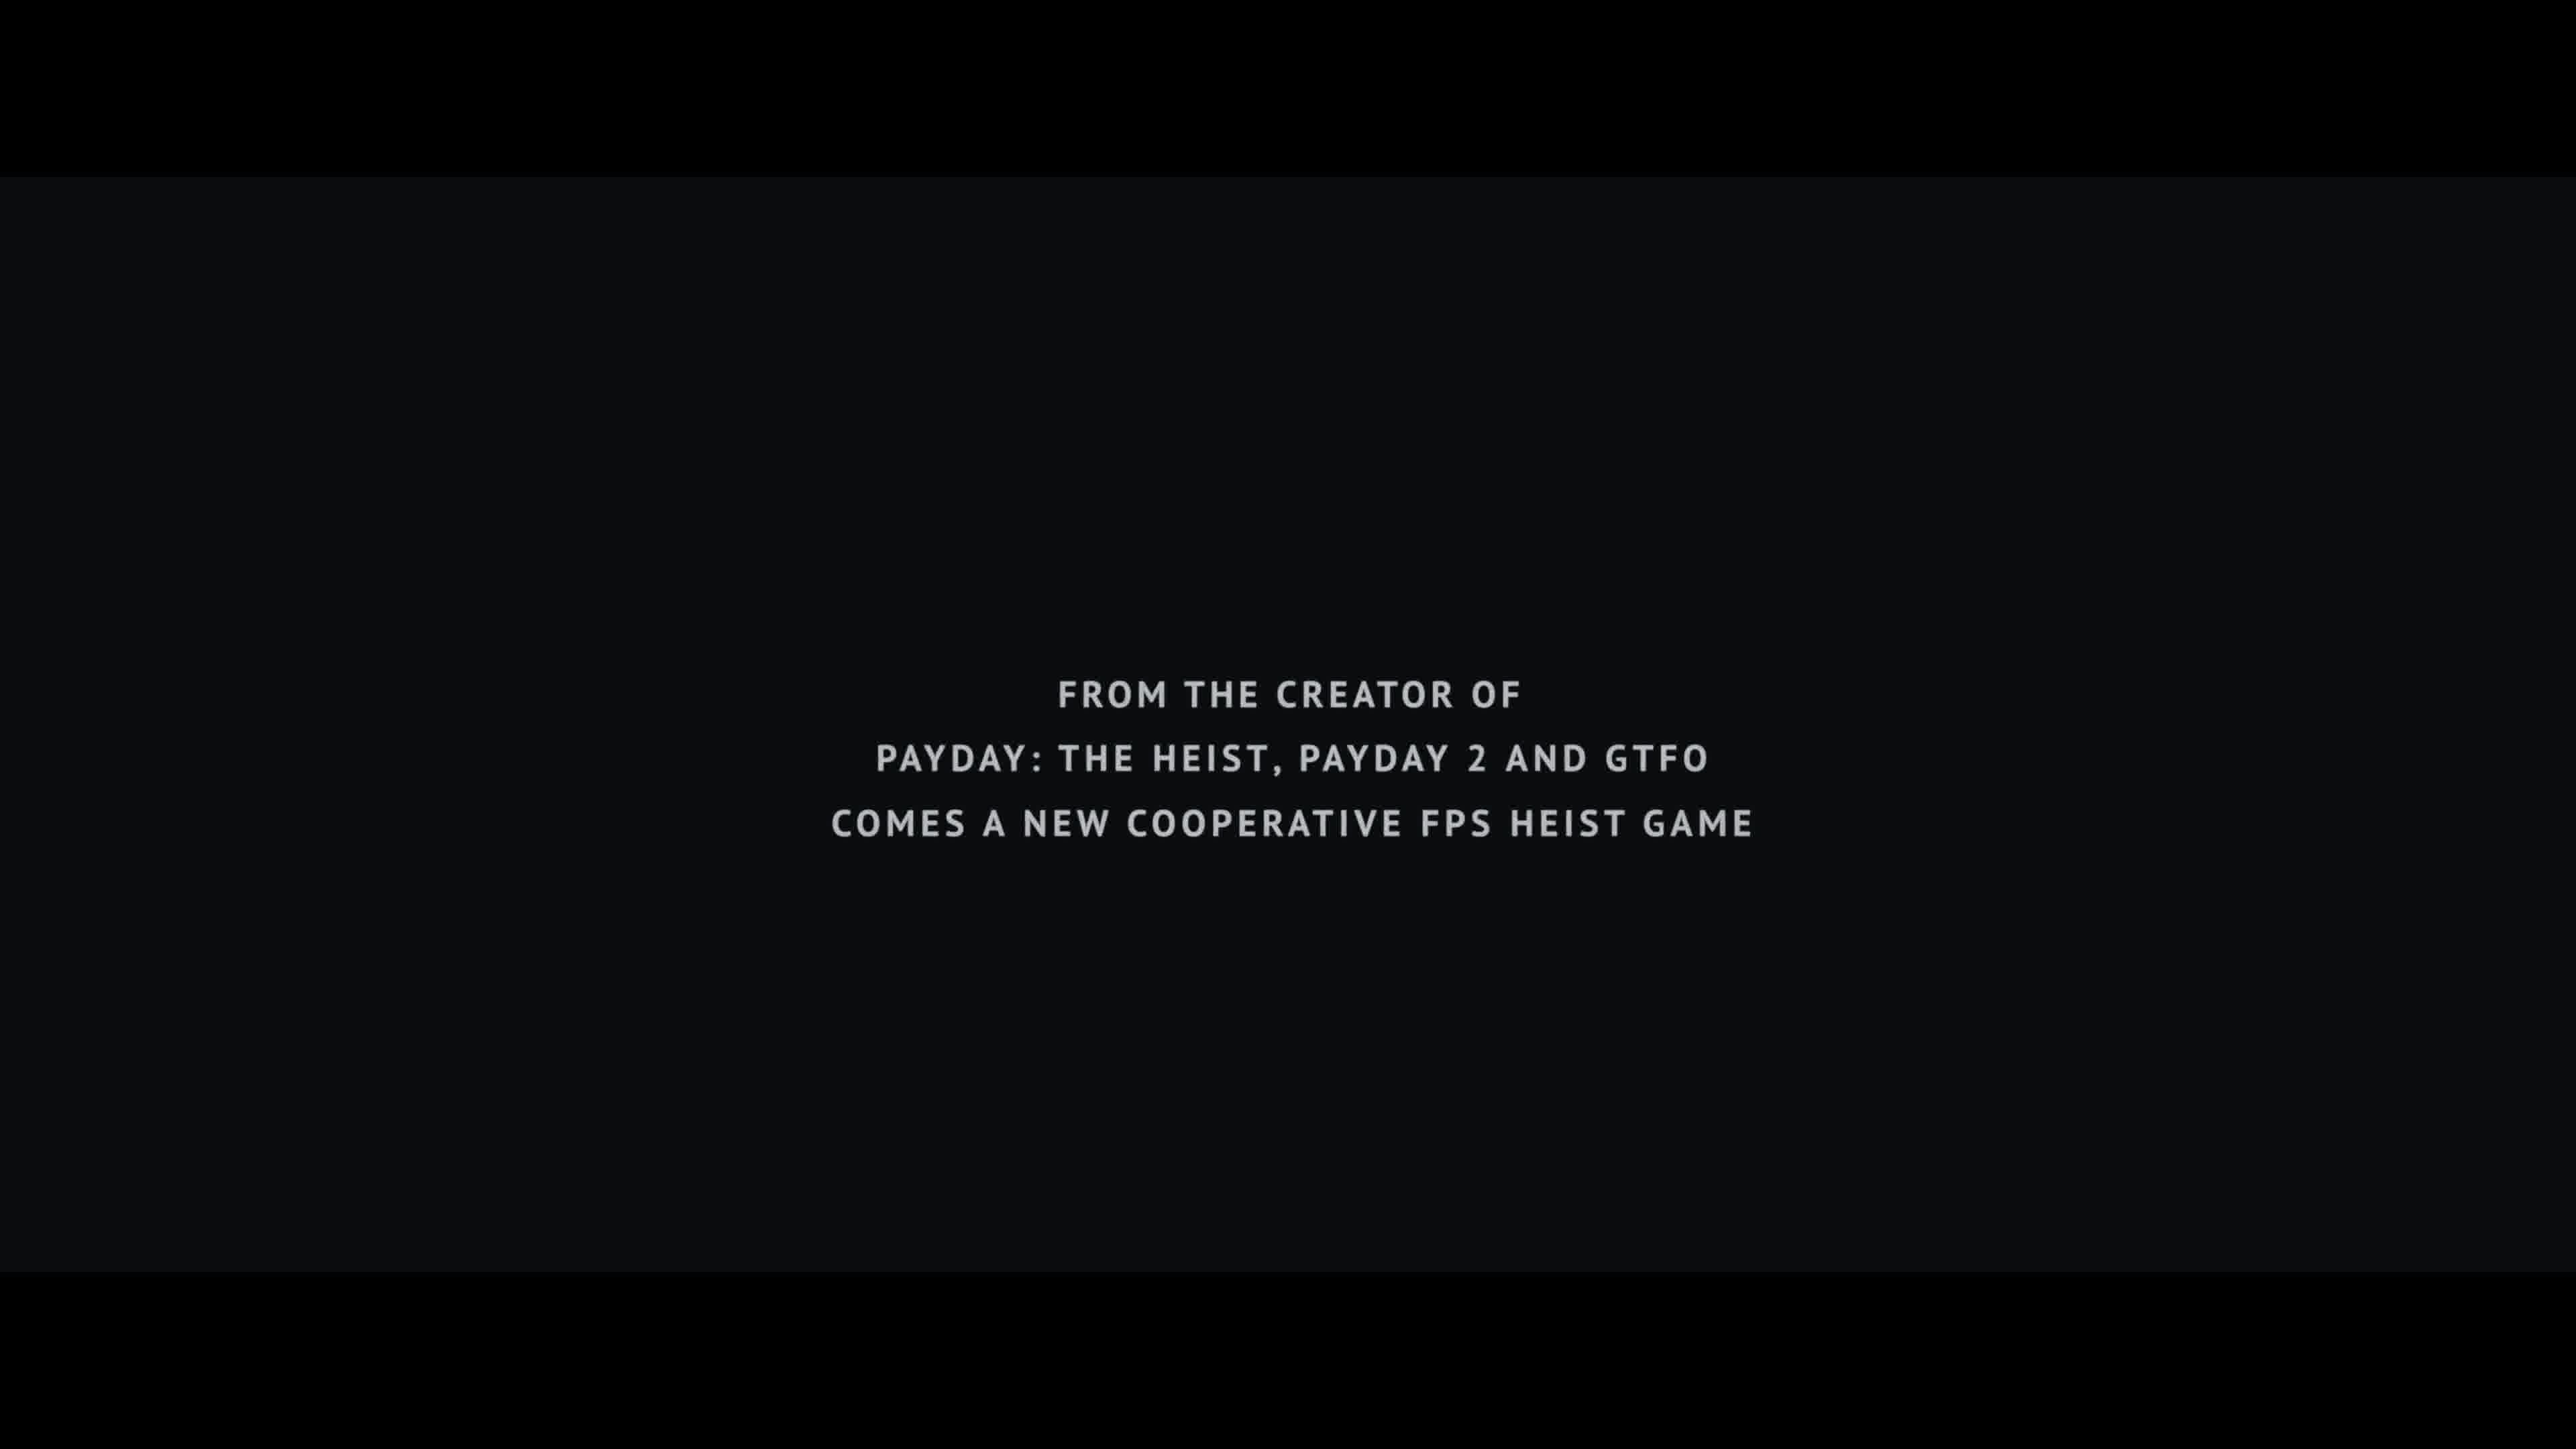 FROM THE CREATOR OF
PAYDAY: THE HEIST, PAYDAY 2 AND GTFO
COMES A NEW COOPERATIVE FPS HEIST GAME